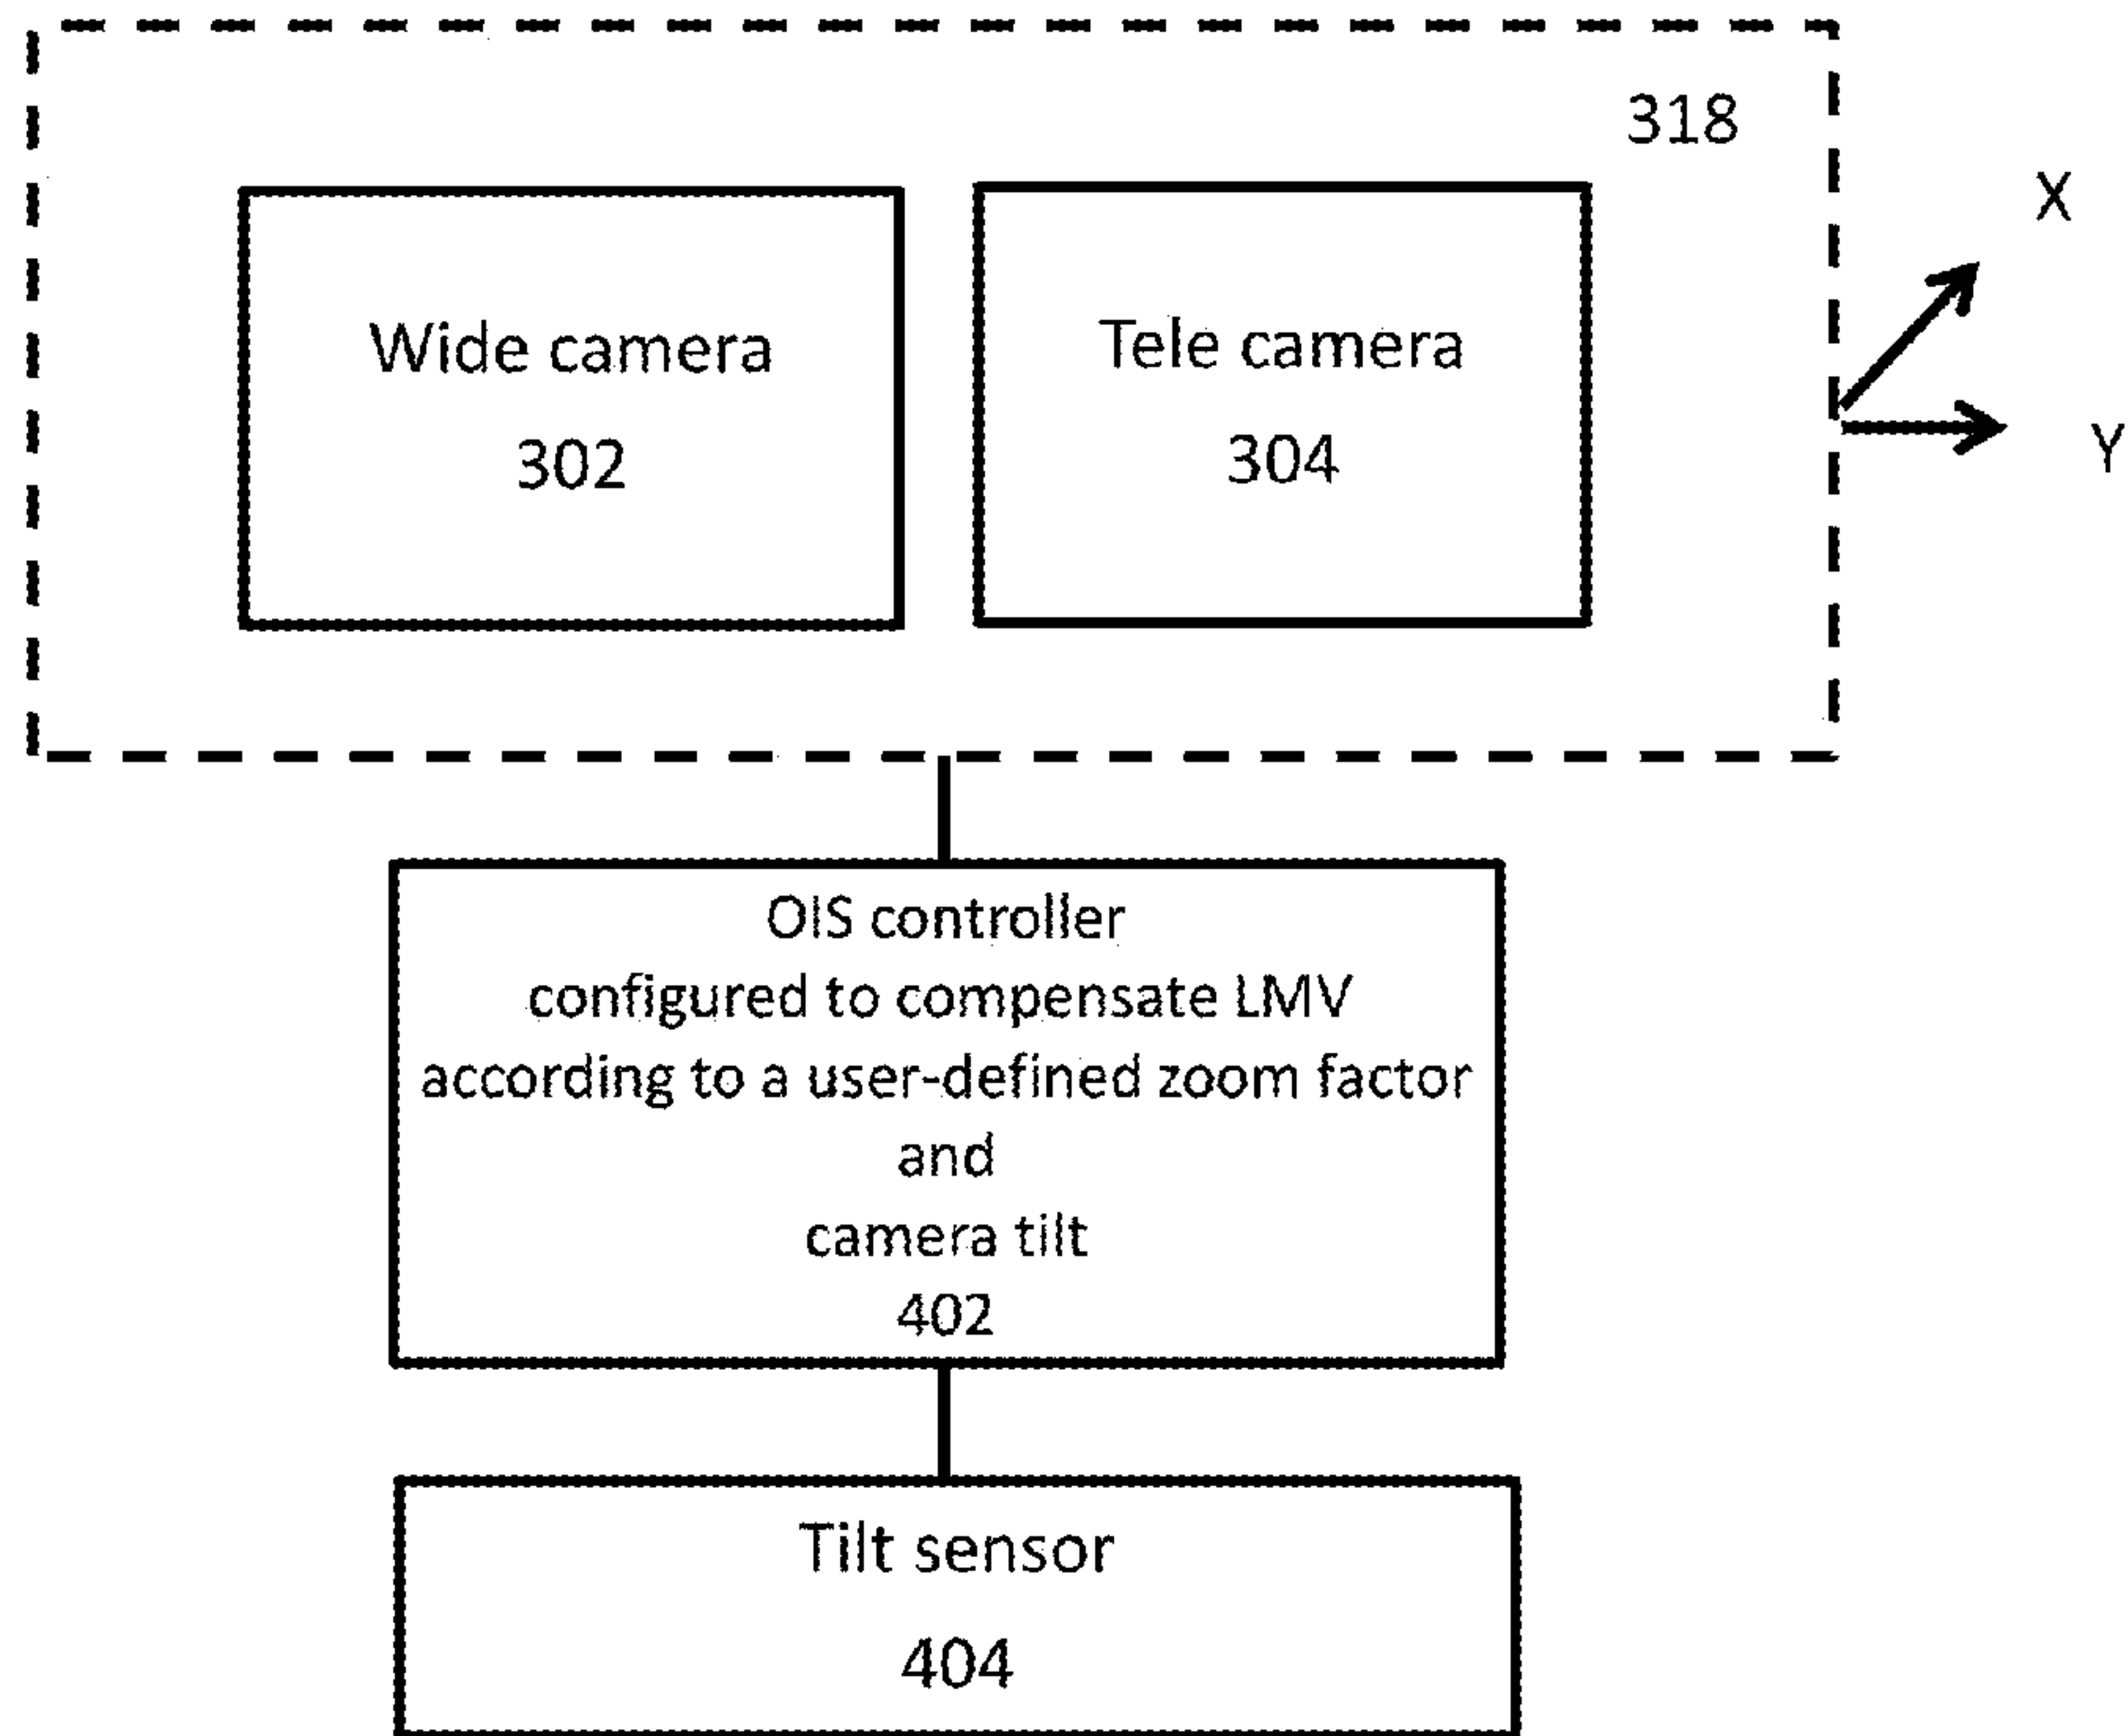 318
X
Wide camera
302
Tele camera
304
Y
OIS controller
configured to compensate LMV
according to a user-defined zoom factor
and
camera tilt
402
Tilt sensor
404